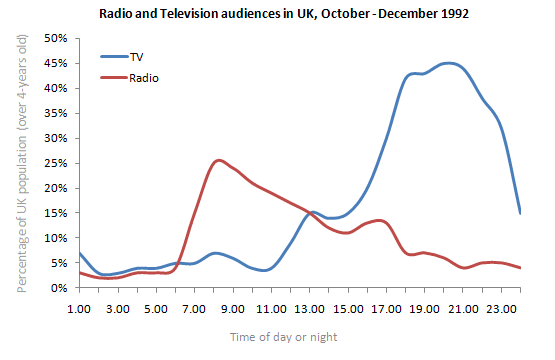 Radio and Television audiences in UK, October - December 1992
Percentage of UK population (over 4-years old)
50%
45%
40%
35%
30%
25%
20%
15%
10%
5%
0%
TV
Radio
1.00 3.00 5.00 7.00 9.00 11.00 13.00 15.00 17.00 19.00 21.00 23.00
Time of day or night